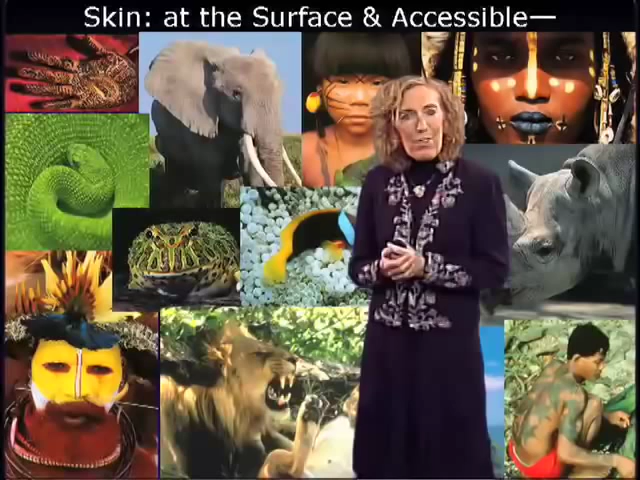 Skin: at the Surface & Accessible—